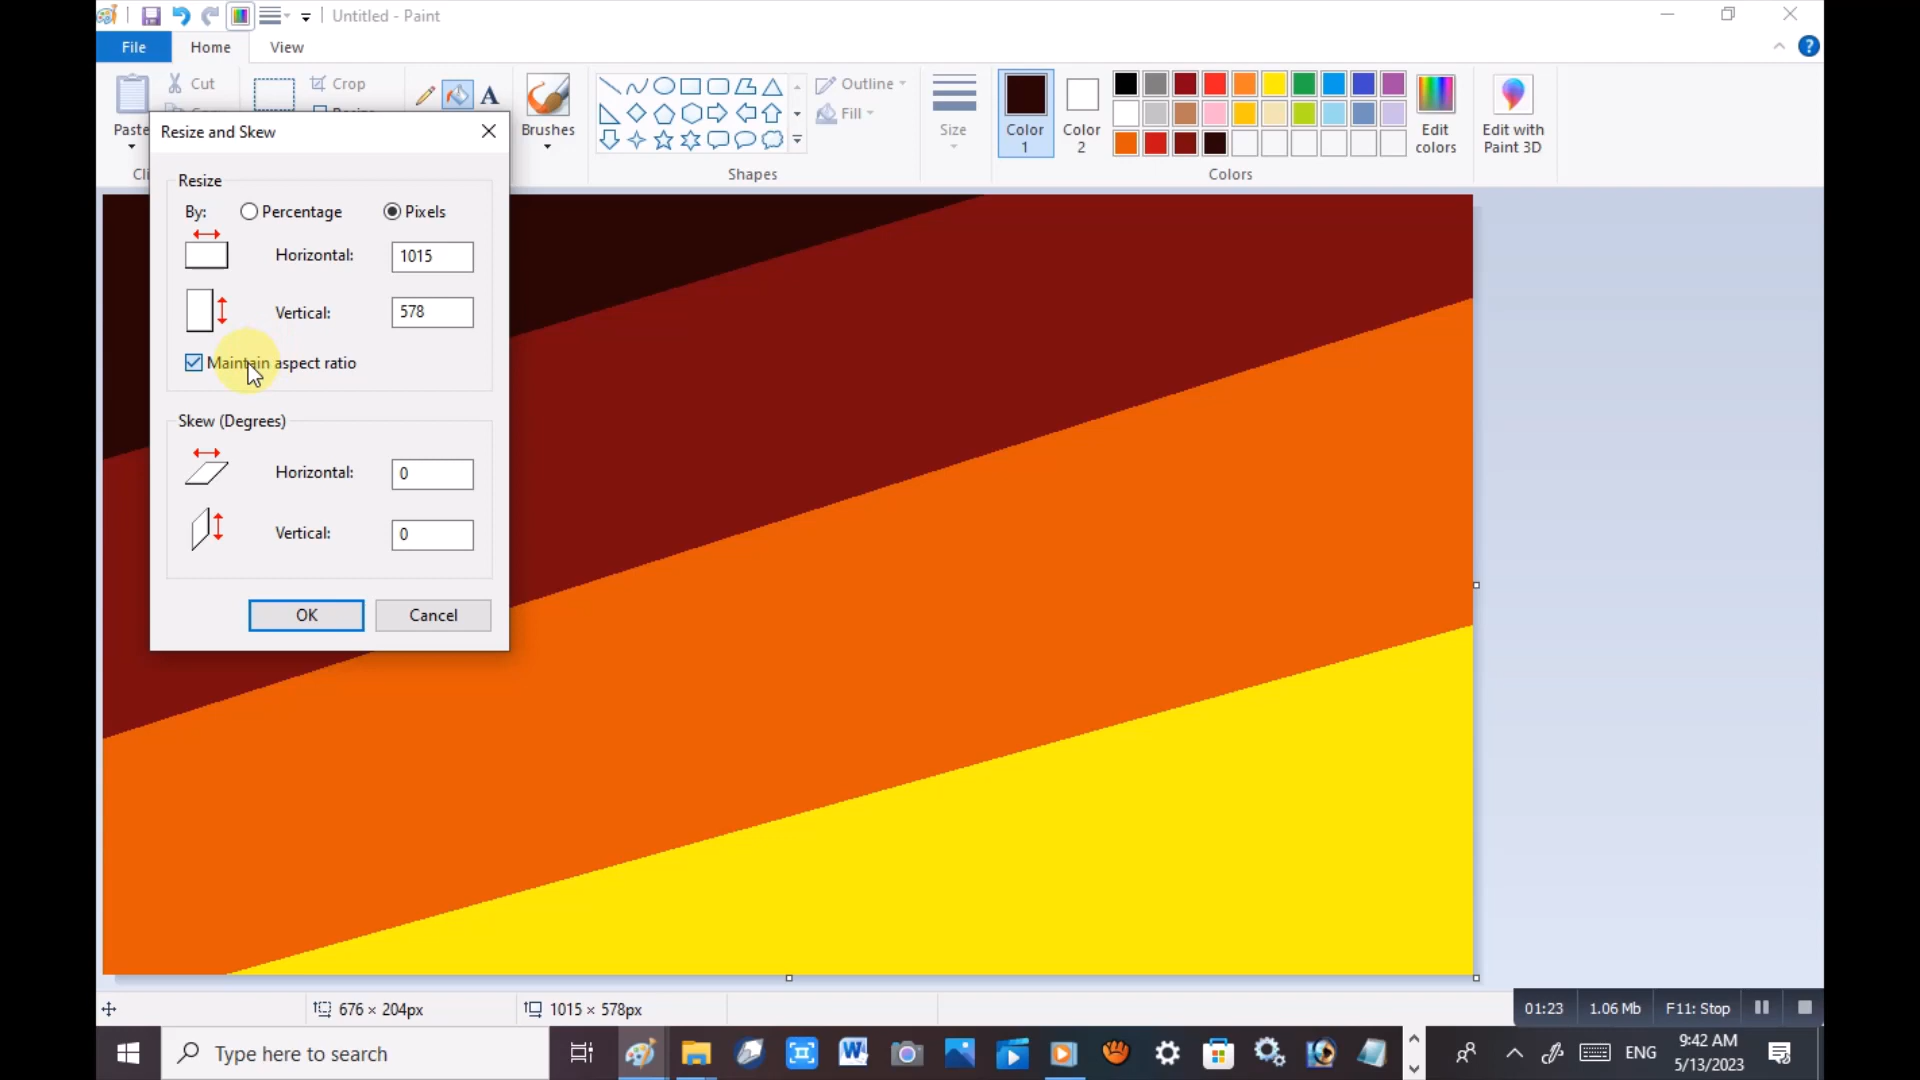 Untitled - Paint
File
Home
View
Paste
Cut
Crop
Brushes
Shapes
Outline
Fill
Size
Color
1
Color
2
Edit
colors
Edit with
Paint 3D
Colors
Resize and Skew
Resize
By:
Percentage
Pixels
Horizontal:
1015
Vertical:
578
Maintain aspect ratio
Skew (Degrees)
Horizontal:
0
Vertical:
0
OK
Cancel
676 × 204px
1015 × 578px
01:23
1.06 Mb
F11: Stop
Type here to search
ENG
9:42 AM
5/13/2023